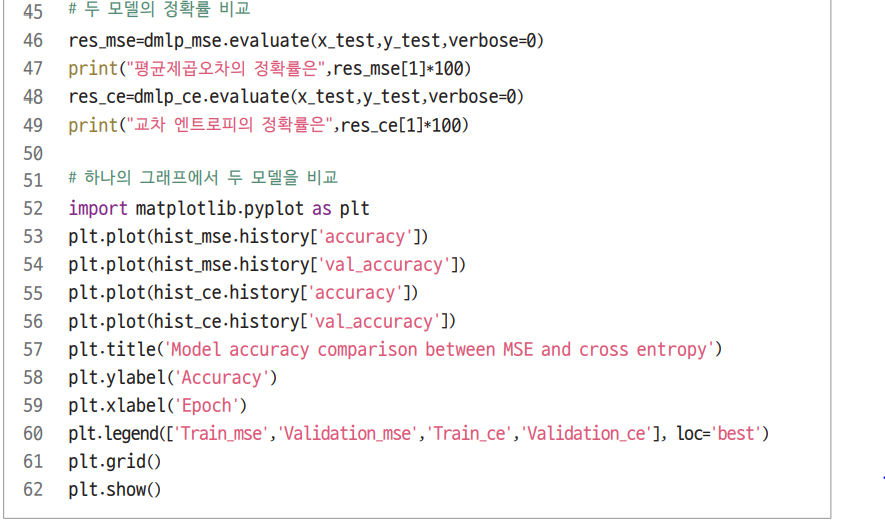 45 # 두 모델의 정확률 비교
46 res_mse=dmlp_mse.evaluate(x_test,y_test,verbose=0)
47 print("평균제곱오차의 정확률은",res_mse[1]*100)
48 res_ce=dmlp_ce.evaluate(x_test,y_test,verbose=0)
49 print("교차 엔트로피의 정확률은",res_ce[1]*100)
50
51 # 하나의 그래프에서 두 모델을 비교
52 import matplotlib.pyplot as plt
53 plt.plot(hist_mse.history['accuracy'])
54 plt.plot(hist_mse.history['val_accuracy'])
55 plt.plot(hist_ce.history['accuracy'])
56 plt.plot(hist_ce.history['val_accuracy'])
57 plt.title('Model accuracy comparison between MSE and cross entropy')
58 plt.ylabel('Accuracy')
59 plt.xlabel('Epoch')
60 plt.legend(['Train_mse','Validation_mse','Train_ce','Validation_ce'], loc='best')
61 plt.grid()
62 plt.show()